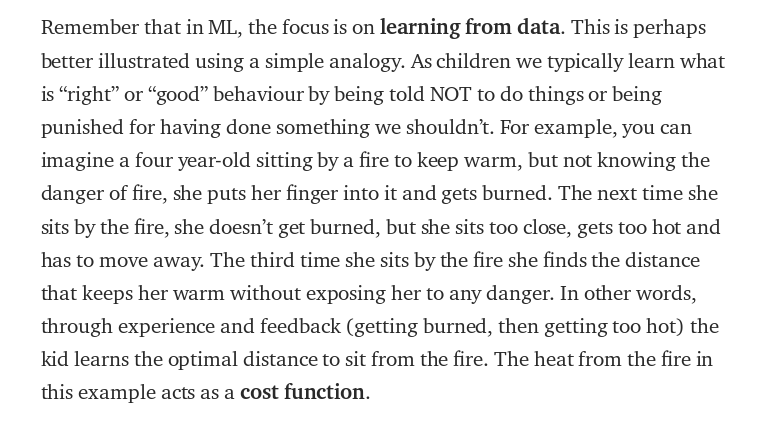 Remember that in ML, the focus is on learning from data. This is perhaps
better illustrated using a simple analogy. As children we typically learn what
is “right” or “good” behaviour by being told NOT to do things or being
punished for having done something we shouldn’t. For example, you can
imagine a four year-old sitting by a fire to keep warm, but not knowing the
danger of fire, she puts her finger into it and gets burned. The next time she
sits by the fire, she doesn’t get burned, but she sits too close, gets too hot and
has to move away. The third time she sits by the fire she finds the distance
that keeps her warm without exposing her to any danger. In other words,
through experience and feedback (getting burned, then getting too hot) the
kid learns the optimal distance to sit from the fire. The heat from the fire in
this example acts as a cost function.